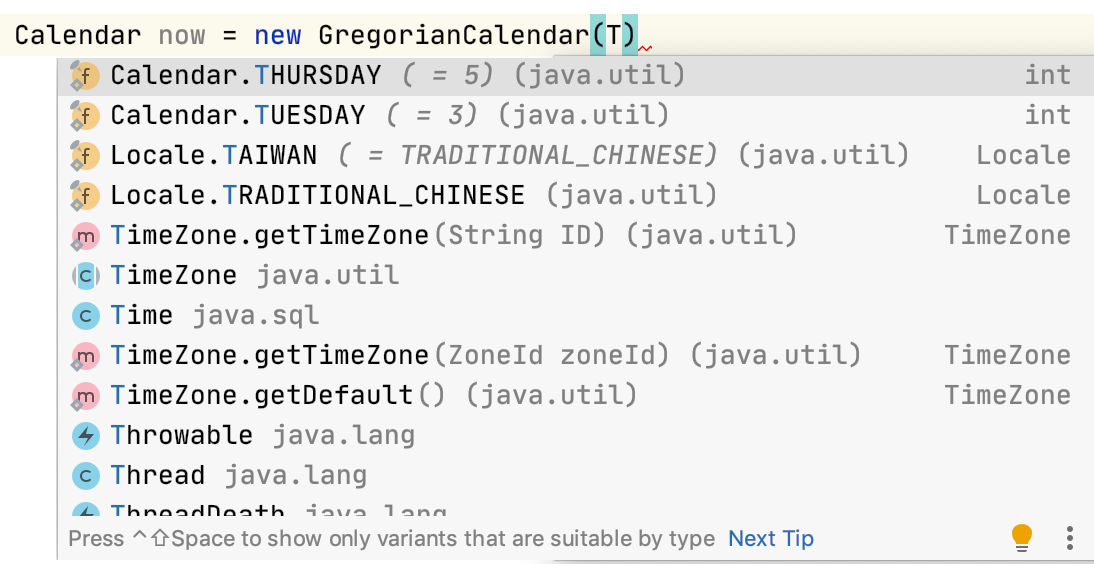 Calendar now = new GregorianCalendar(T)
Calendar.THURSDAY ( = 5) (java.util) int
Calendar.TUESDAY ( = 3) (java.util) int
Locale.TAIWAN ( = TRADITIONAL_CHINESE) (java.util) Locale
Locale.TRADITIONAL_CHINESE (java.util) Locale
TimeZone.getTimeZone(String ID) (java.util) TimeZone
TimeZone java.util
Time java.sql
TimeZone.getTimeZone(ZoneId zoneId) (java.util) TimeZone
TimeZone.getDefault() (java.util) TimeZone
Throwable java.lang
Thread java.lang
ThreadDeath java.lang
Press ^⇧Space to show only variants that are suitable by type Next Tip